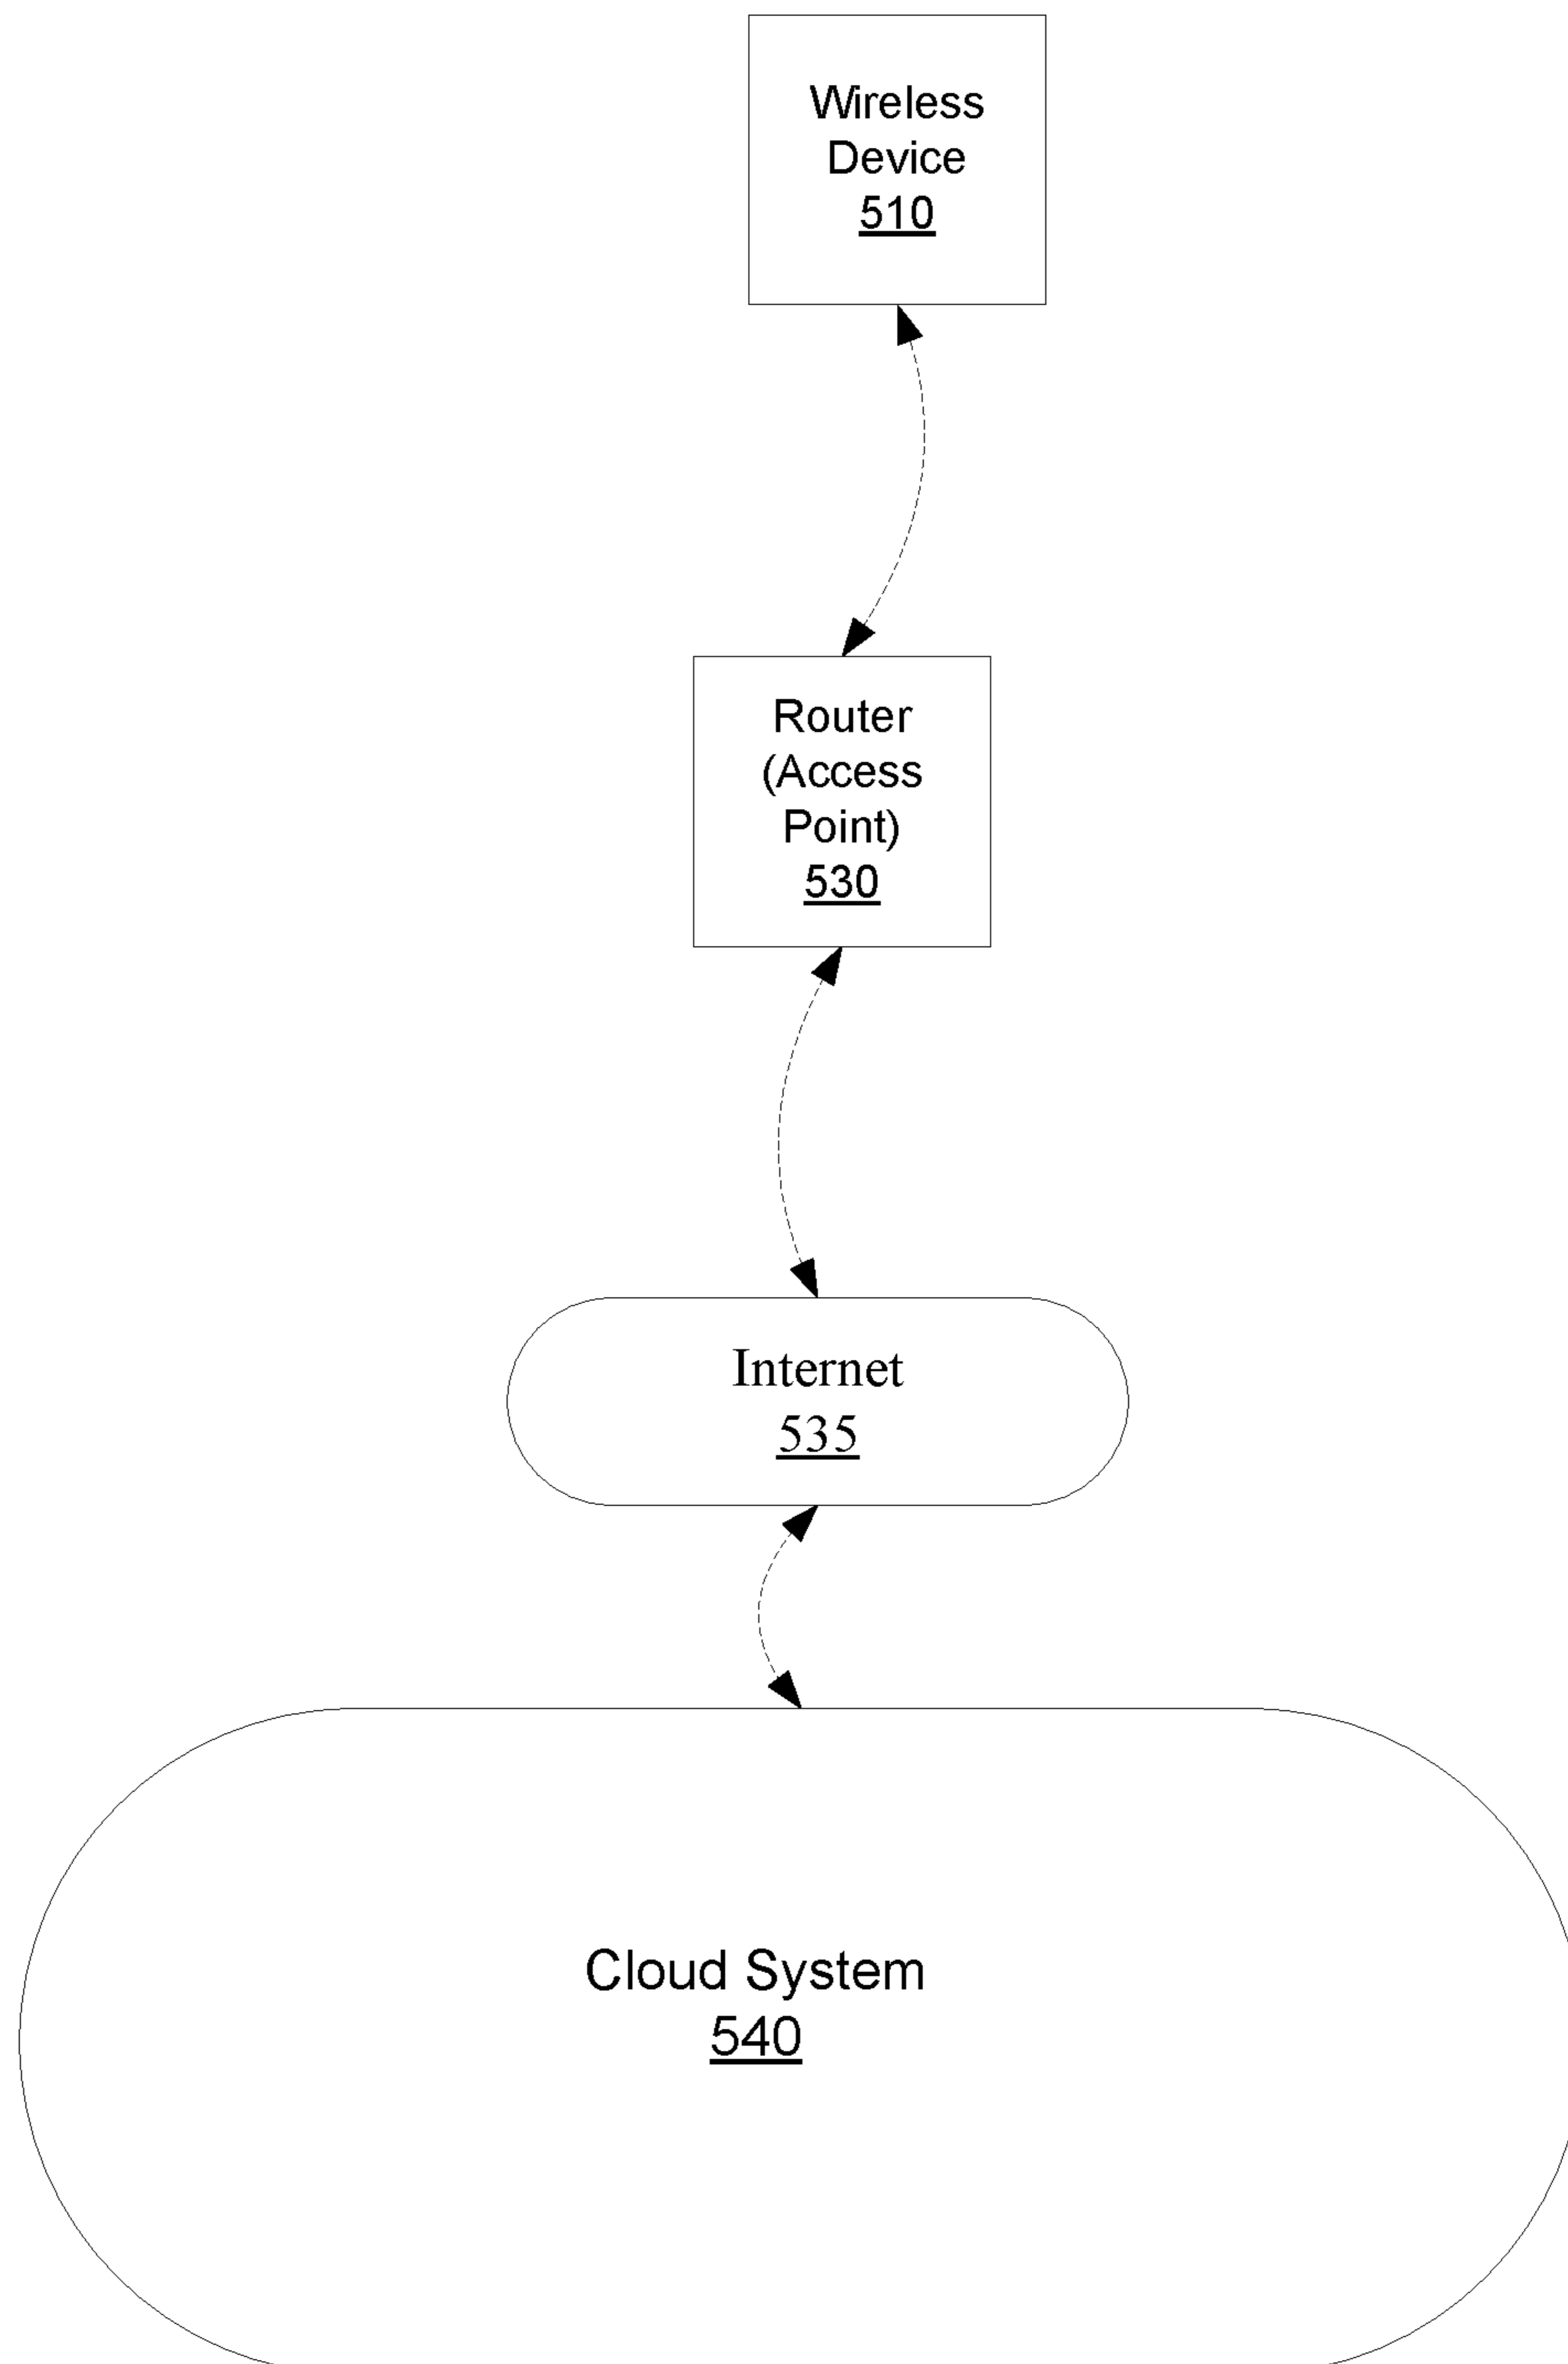 Wireless
Device
510
Router
(Access
Point)
530
Internet
535
Cloud System
540